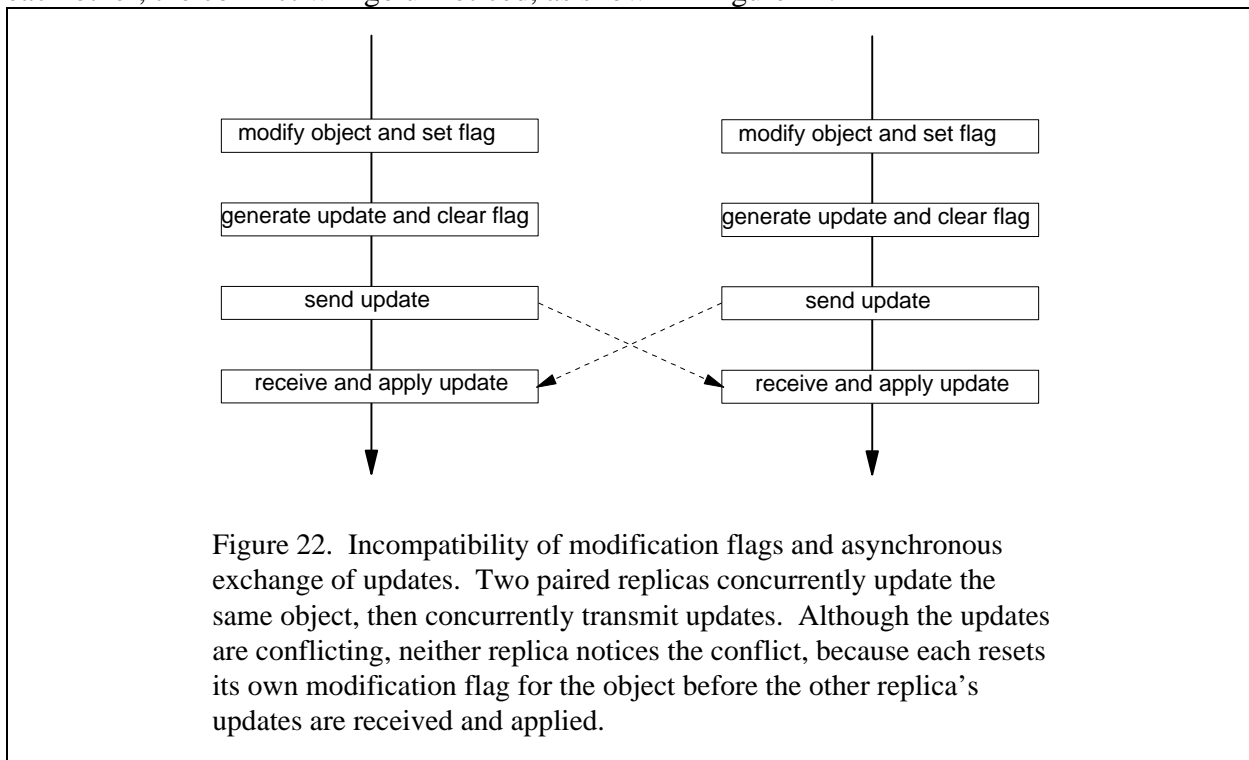 modify object and set flag
modify object and set flag
generate update and clear flag
generate update and clear flag
send update
send update
receive and apply update
receive and apply update
Figure 22. Incompatibility of modification flags and asynchronous
exchange of updates. Two paired replicas concurrently update the
same object, then concurrently transmit updates. Although the updates
are conflicting, neither replica notices the conflict, because each resets
its own modification flag for the object before the other replica's
updates are received and applied.